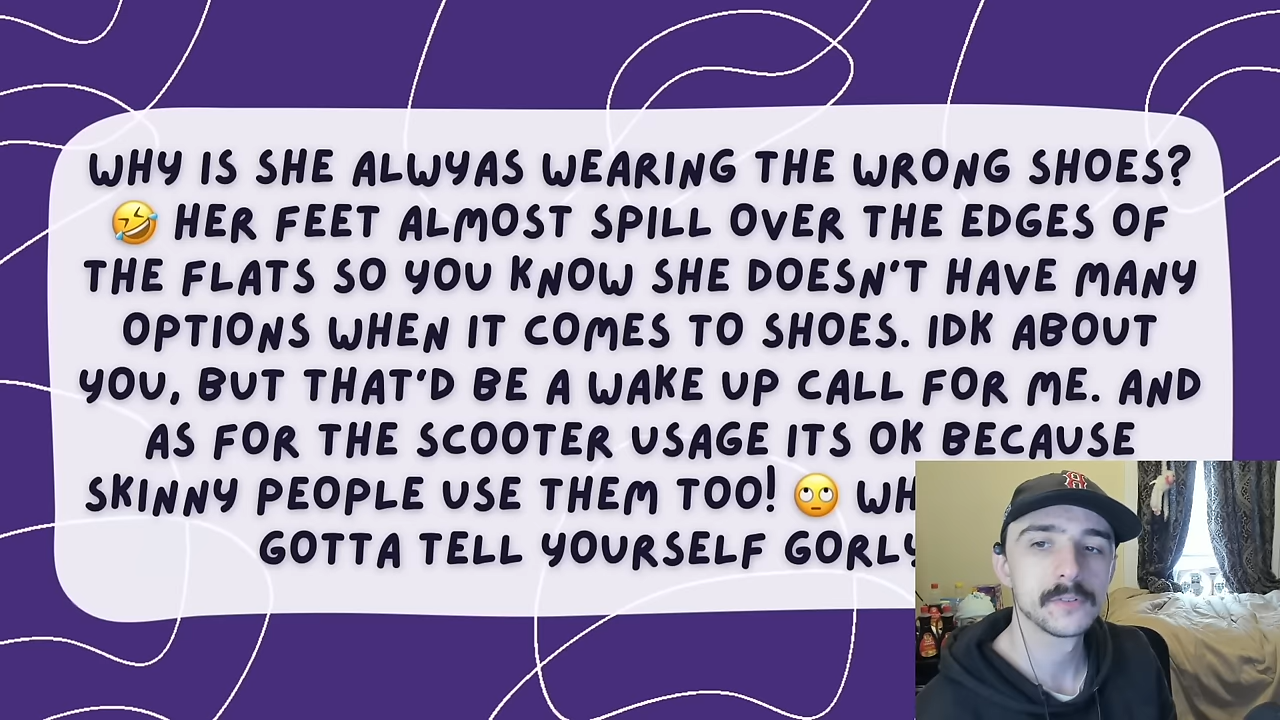 WHY IS SHE ALWYAS WEARING THE WRONG SHOES?
🤣 HER FEET ALMOST SPILL OVER THE EDGES OF
THE FLATS SO YOU KNOW SHE DOESN'T HAVE MANY
OPTIONS WHEN IT COMES TO SHOES. IDK ABOUT
YOU, BUT THAT'D BE A WAKE UP CALL FOR ME. AND
AS FOR THE SCOOTER USAGE ITS OK BECAUSE
SKINNY PEOPLE USE THEM TOO! 🙄
GOTTA TELL YOURSELF